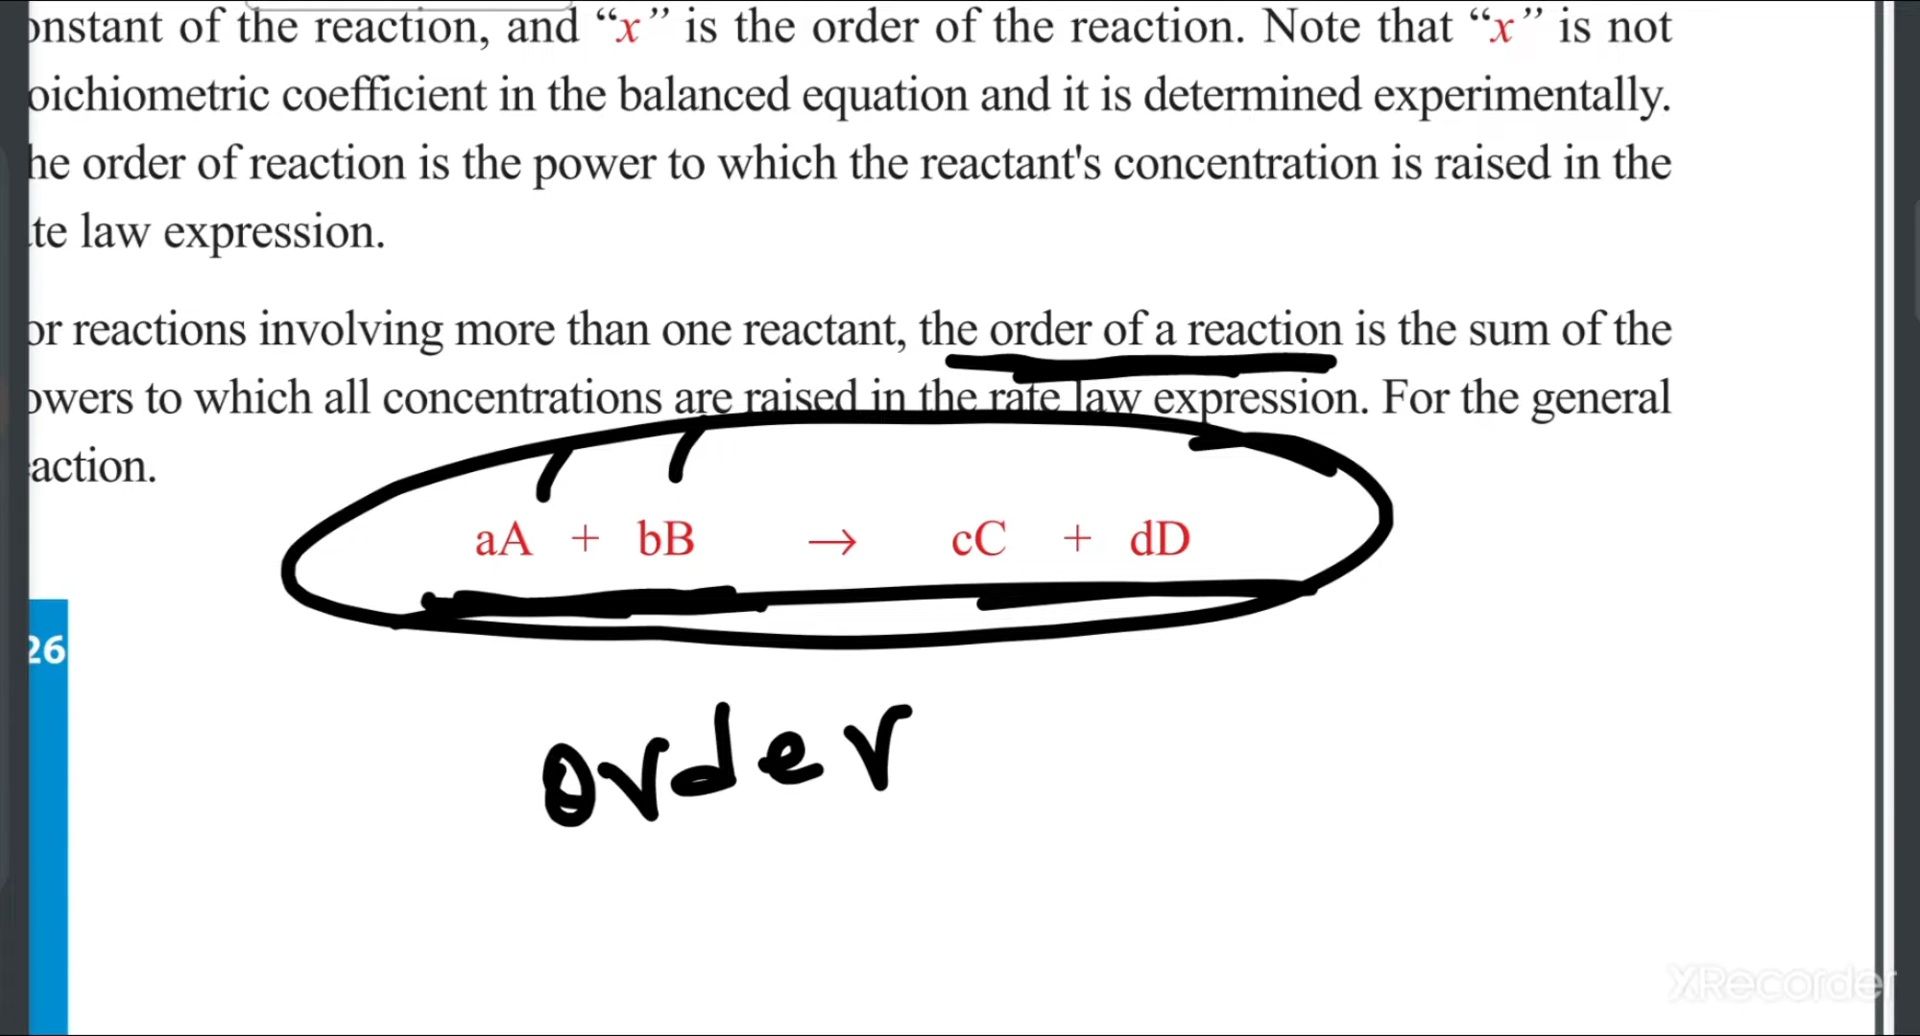 onstant of the reaction, and “x” is the order of the reaction. Note that “x” is not
oichiometric coefficient in the balanced equation and it is determined experimentally.
he order of reaction is the power to which the reactant's concentration is raised in the
te law expression.
or reactions involving more than one reactant, the order of a reaction is the sum of the
owers to which all concentrations are raised in the rate law expression. For the general
action.
aA + bB → cC + dD
26
order
XRecorder